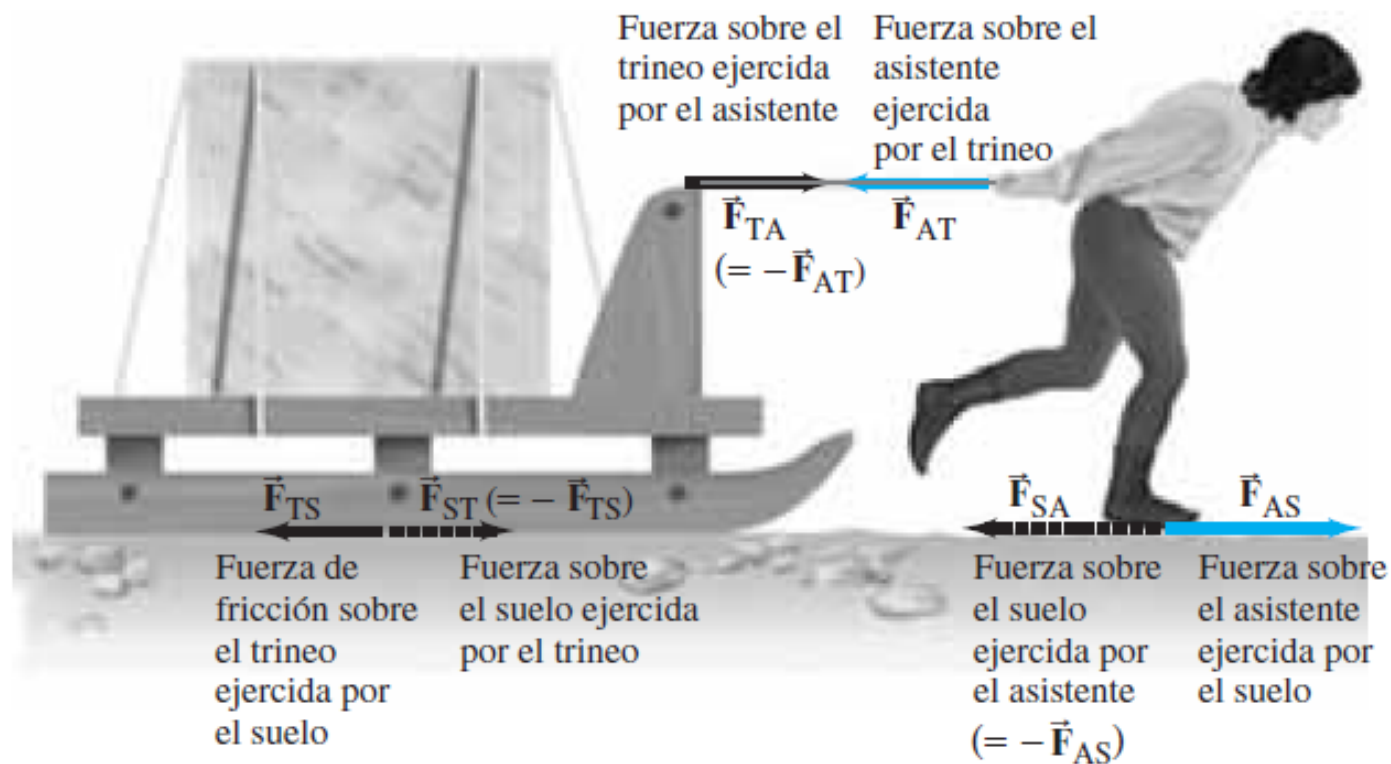 Fuerza sobre el
trineo ejercida
por el asistente
Fuerza sobre el
asistente
ejercida
por el trineo
F⃗TA
(= −F⃗AT)
F⃗AT
F⃗TS
F⃗ST (= − F⃗TS)
F⃗SA
F⃗AS
Fuerza de
fricción sobre
el trineo
ejercida por
el suelo
Fuerza sobre
el suelo ejercida
por el trineo
Fuerza sobre
el suelo
ejercida por
el asistente
(= −F⃗AS)
Fuerza sobre
el asistente
ejercida por
el suelo